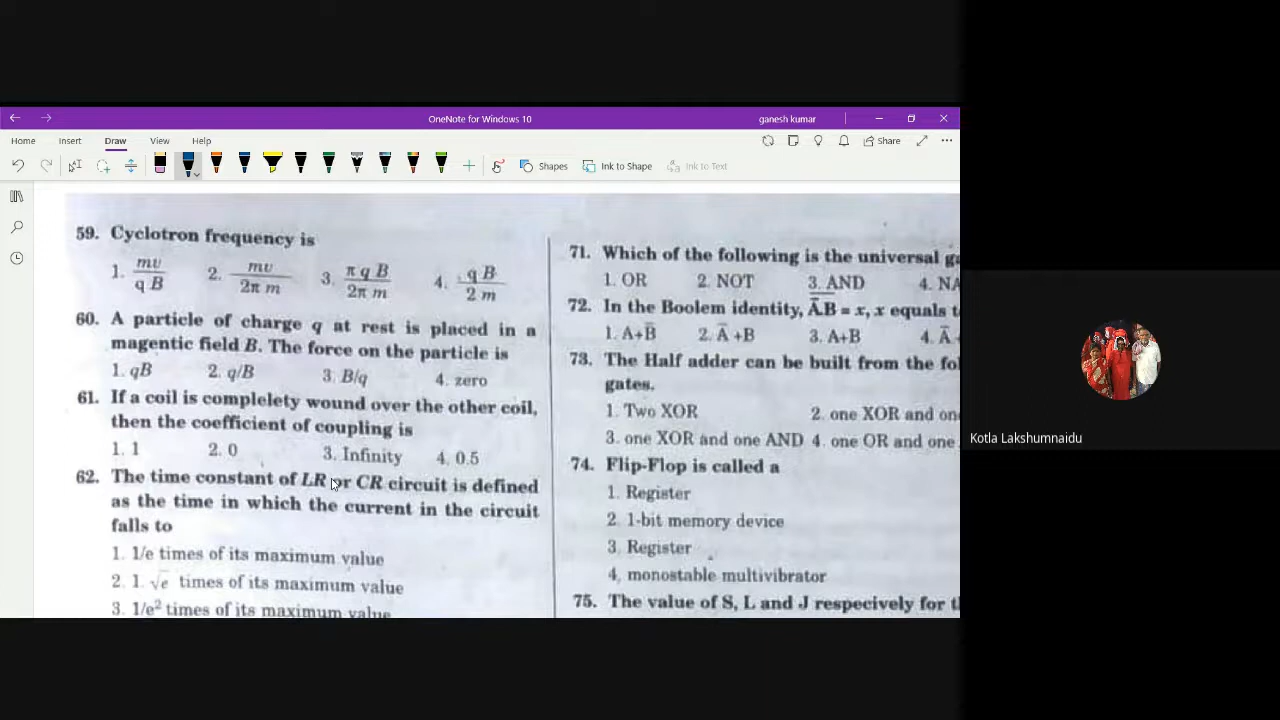 OneNote for Windows 10
ganesh kumar
Home Insert Draw View Help
Share
Shapes Ink to Shape Ink to Text
59. Cyclotron frequency is
1. mv / q B 2. mv / 2π m 3. π q B / 2π m 4. q B / 2 m
60. A particle of charge q at rest is placed in a
magentic field B. The force on the particle is
1. qB 2. q/B 3. B/q 4. zero
61. If a coil is complelety wound over the other coil,
then the coefficient of coupling is
1. 1 2. 0 3. Infinity 4. 0.5
62. The time constant of LR or CR circuit is defined
as the time in which the current in the circuit
falls to
1. 1/e times of its maximum value
2. 1. √e times of its maximum value
3. 1/e² times of its maximum value
71. Which of the following is the universal
1. OR 2. NOT 3. AND 4.
72. In the Boolem identity, = x, x equals
1. A+B̅ 2. A̅+B 3. A+B 4. A̅.
73. The Half adder can be built from the
gates.
1. Two XOR 2. one XOR and
3. one XOR and one AND 4. one OR and one
74. Flip-Flop is called a
1. Register
2. 1-bit memory device
3. Register
4. monostable multivibrator
75. The value of S, L and J respecively for
Kotla Lakshumnaidu